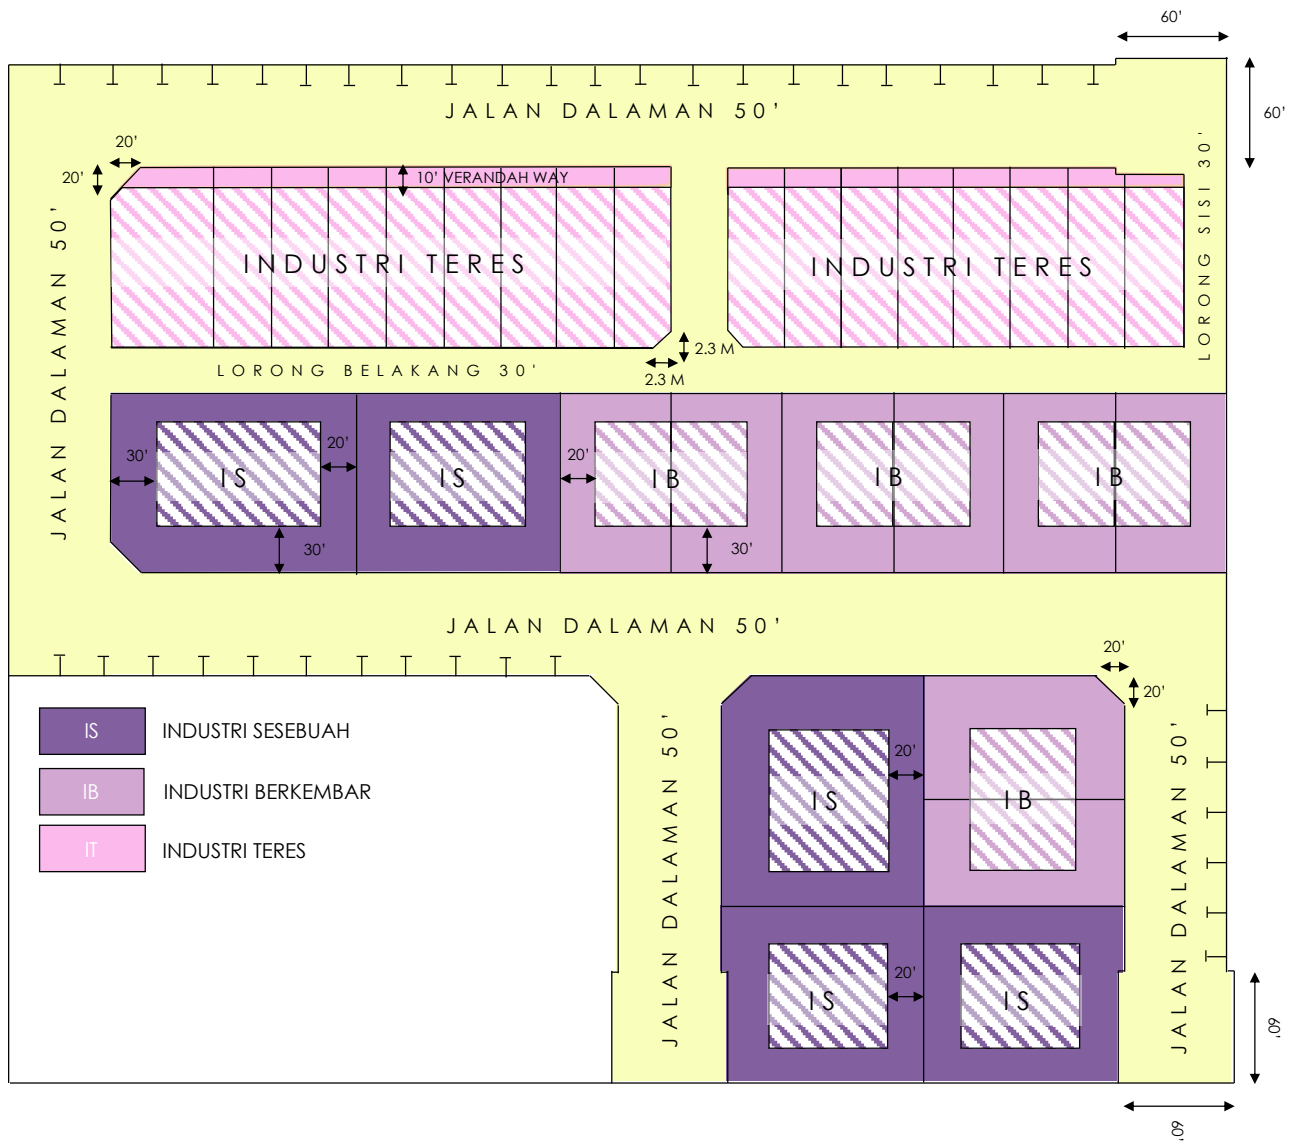 60'
60'
JALAN DALAMAN 50'
20'
20'
10' VERANDAH WAY
LORONG SISI 30'
JALAN DALAMAN 50'
INDUSTRI TERES
INDUSTRI TERES
2.3 M
2.3 M
LORONG BELAKANG 30'
30'
IS
20'
IS
20'
IB
IB
IB
30'
30'
JALAN DALAMAN 50'
20'
20'
IS INDUSTRI SESEBUAH
IB INDUSTRI BERKEMBAR
IT INDUSTRI TERES
JALAN DALAMAN 50'
20'
IS
IB
JALAN DALAMAN 50'
20'
IS
IS
60'
60'